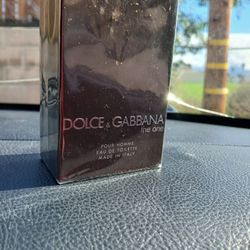 DOLCE & GABBANA
the one
POUR HOMME
EAU DE TOILETTE
MADE IN ITALY